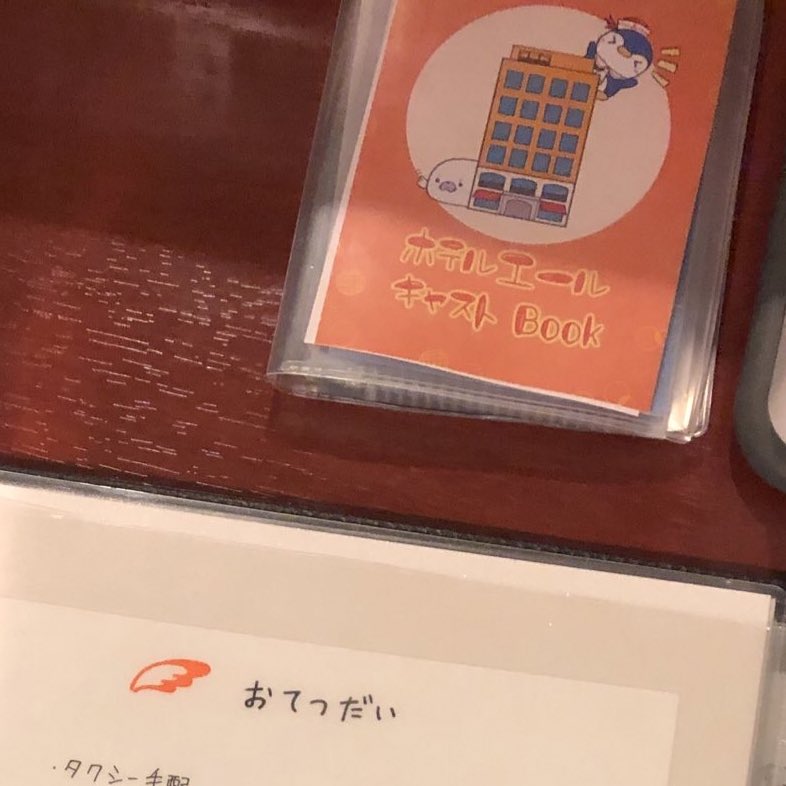 ホテルエール
キャスト Book
おてつだい
・タクシー手配